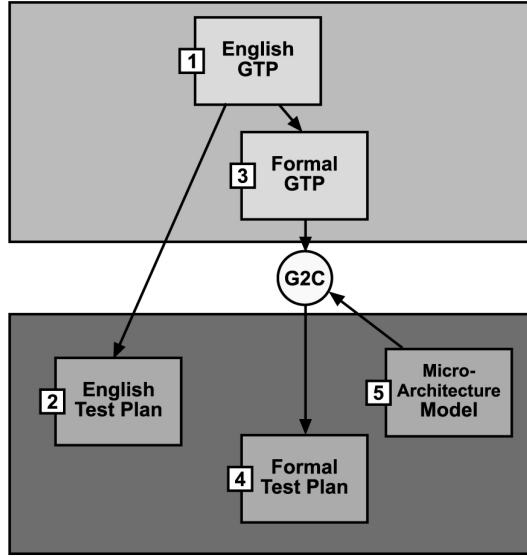 1
English
GTP
3
Formal
GTP
G2C
2
English
Test Plan
5
Micro-
Architecture
Model
4
Formal
Test Plan